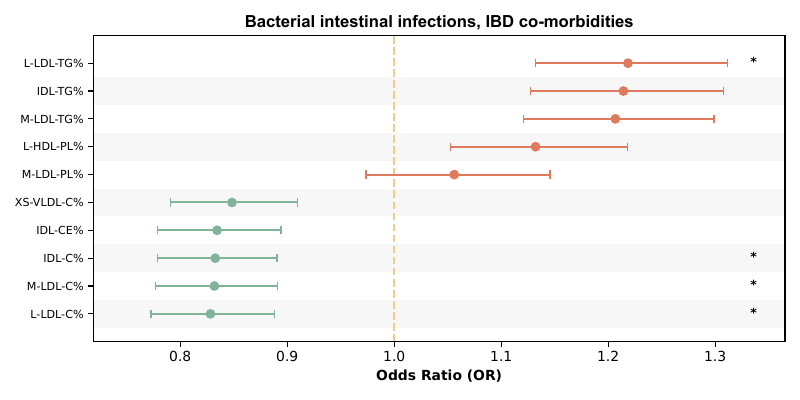 Bacterial intestinal infections, IBD co-morbidities
L-LDL-TG% *
IDL-TG%
M-LDL-TG%
L-HDL-PL%
M-LDL-PL%
XS-VLDL-C%
IDL-CE%
IDL-C% *
M-LDL-C% *
L-LDL-C% *
0.8 0.9 1.0 1.1 1.2 1.3
Odds Ratio (OR)